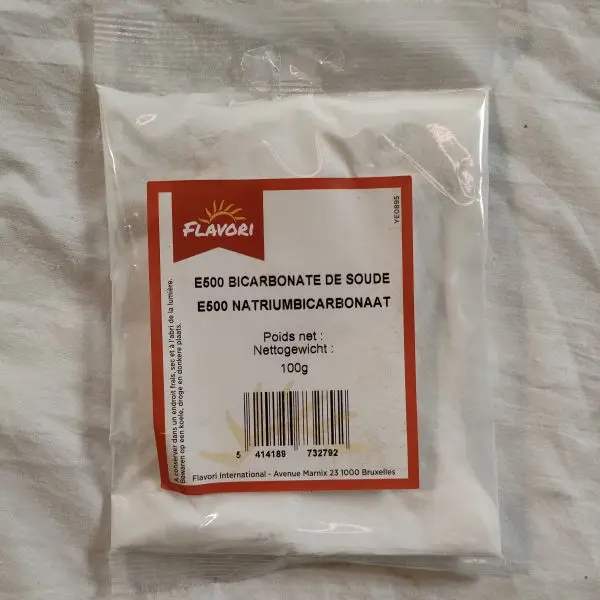 FLAVORI
YE0895
E500 BICARBONATE DE SOUDE
E500 NATRIUMBICARBONAAT
Poids net :
Nettogewicht :
100g
A conserver dans un endroit frais, sec et à l'abri de la lumière.
Bewaren op een koele, droge en donkere plaats.
5 414189 732792
Flavori International - Avenue Marnix 23 1000 Bruxelles